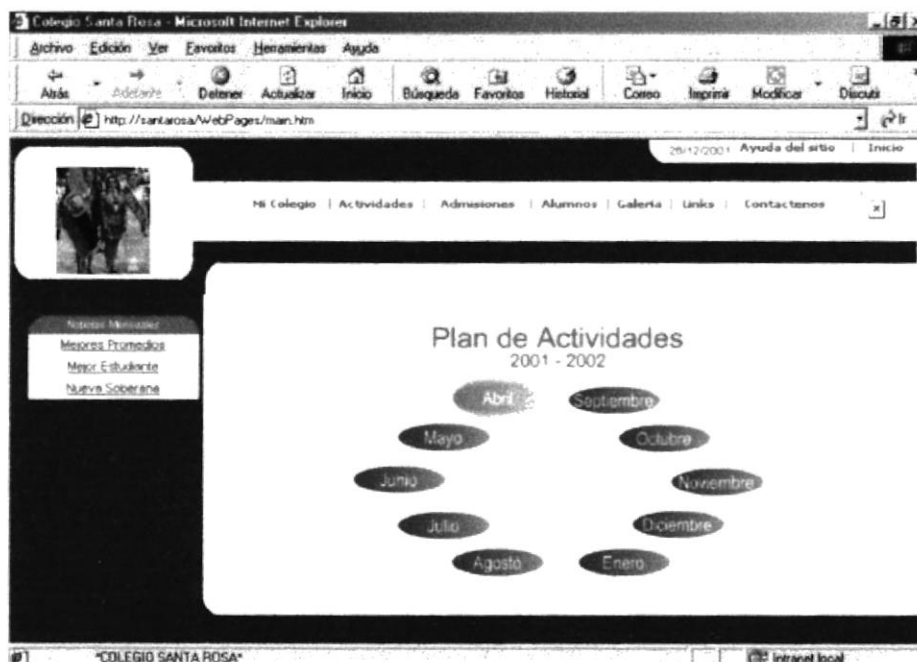 Colegio Santa Rosa - Microsoft Internet Explorer
Archivo Edición Ver Favoritos Herramientas Ayuda
Atrás Adelante Detener Actualizar Inicio Búsqueda Favoritos Historial Correo Imprimir Modificar Discutir
Dirección http://santarosa/WebPages/main.htm Ir
26/12/2001 Ayuda del sitio | Inicio
Mi Colegio | Actividades | Admisiones | Alumnos | Galeria | Links | Contactenos
Noticias Mensuales
Mejores Promedios
Mejor Estudiante
Nueva Soberana
Plan de Actividades
2001 - 2002
Abril Septiembre
Mayo Octubre
Junio Noviembre
Julio Diciembre
Agosto Enero
*COLEGIO SANTA ROSA* Intranet local